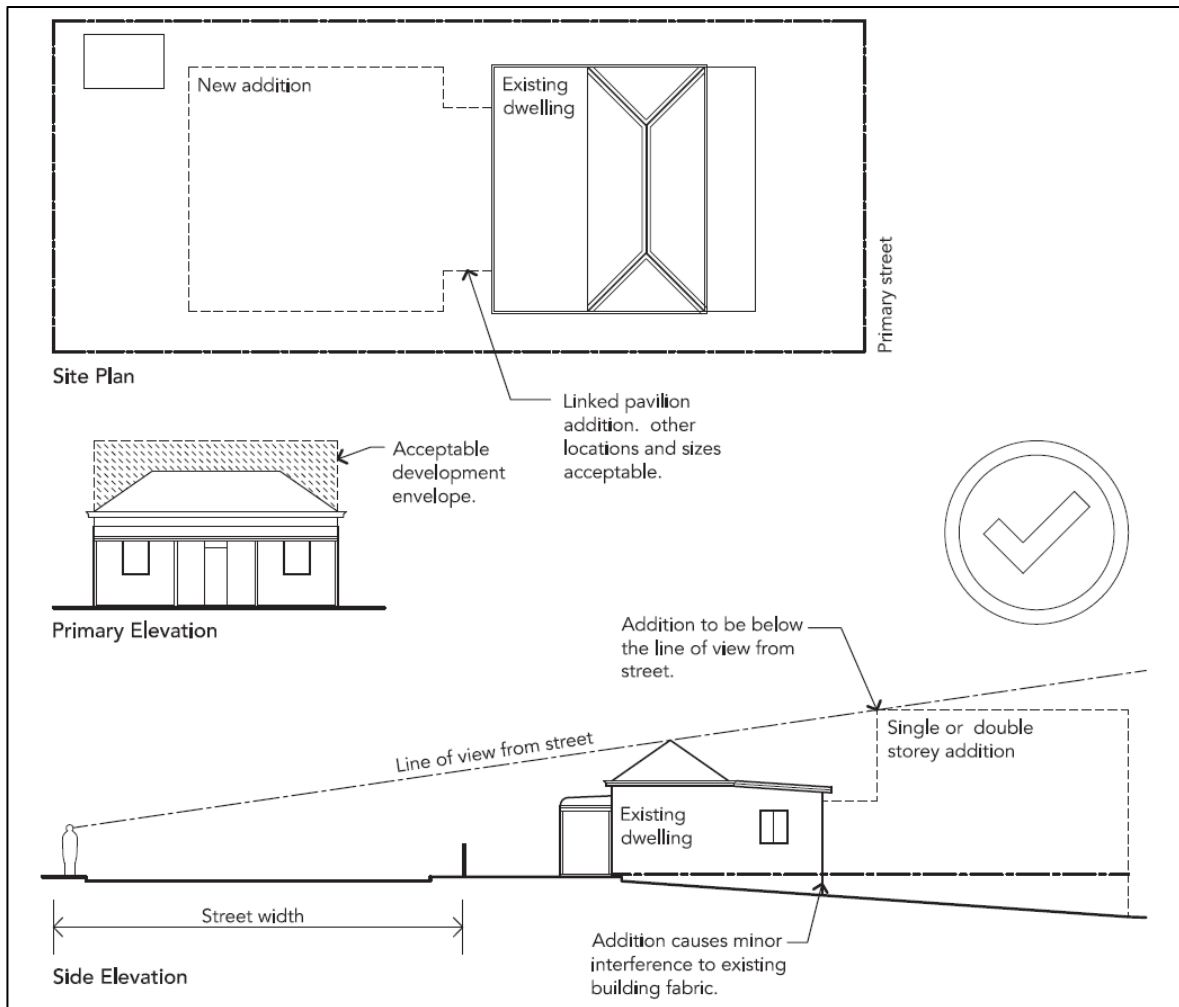 New addition
Existing
dwelling
Primary street
Site Plan
Linked pavilion
addition.  other
locations and sizes
acceptable.
Acceptable
development
envelope.
Primary Elevation
Addition to be below
the line of view from
street.
Line of view from street
Single or double
storey addition
Existing
dwelling
Street width
Addition causes minor
interference to existing
building fabric.
Side Elevation